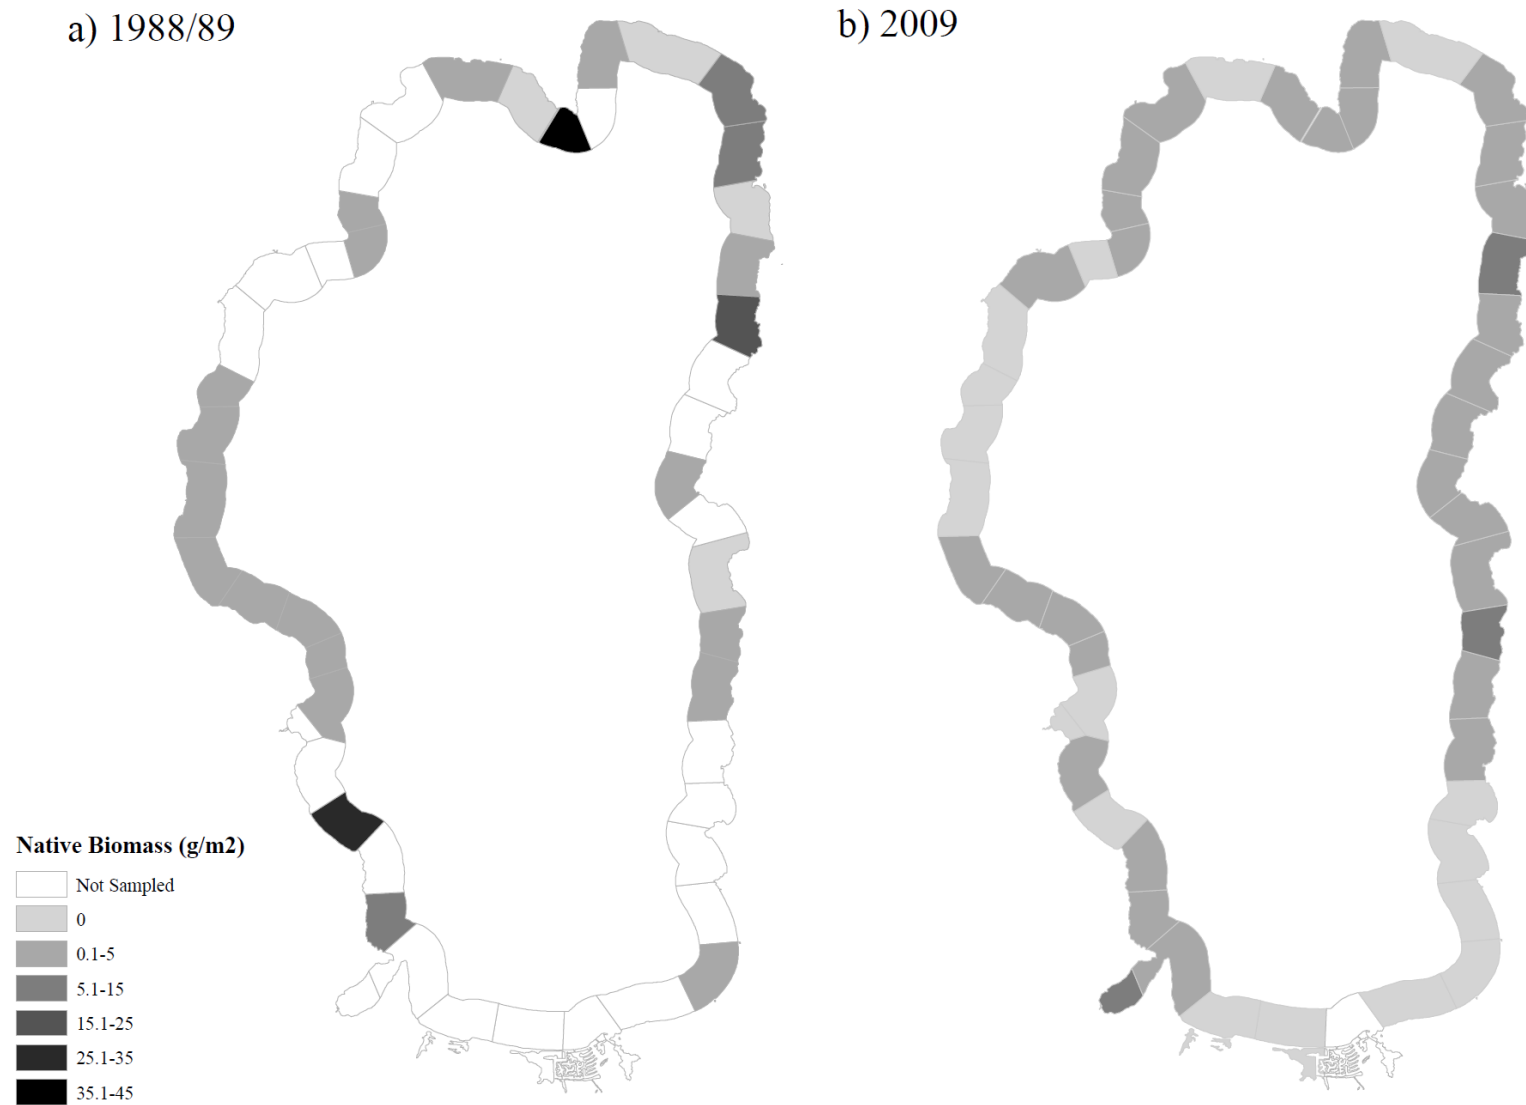 a) 1988/89
b) 2009
Native Biomass (g/m2)
Not Sampled
0
0.1-5
5.1-15
15.1-25
25.1-35
35.1-45